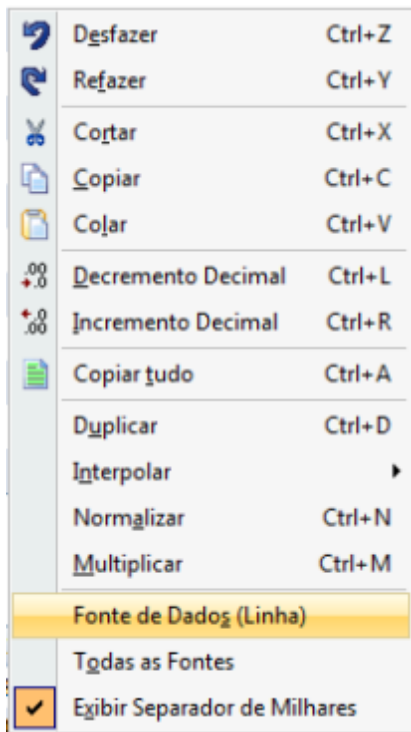 Desfazer Ctrl+Z
Refazer Ctrl+Y
Cortar Ctrl+X
Copiar Ctrl+C
Colar Ctrl+V
Decremento Decimal Ctrl+L
Incremento Decimal Ctrl+R
Copiar tudo Ctrl+A
Duplicar Ctrl+D
Interpolar
Normalizar Ctrl+N
Multiplicar Ctrl+M
Fonte de Dados (Linha)
Todas as Fontes
Exibir Separador de Milhares